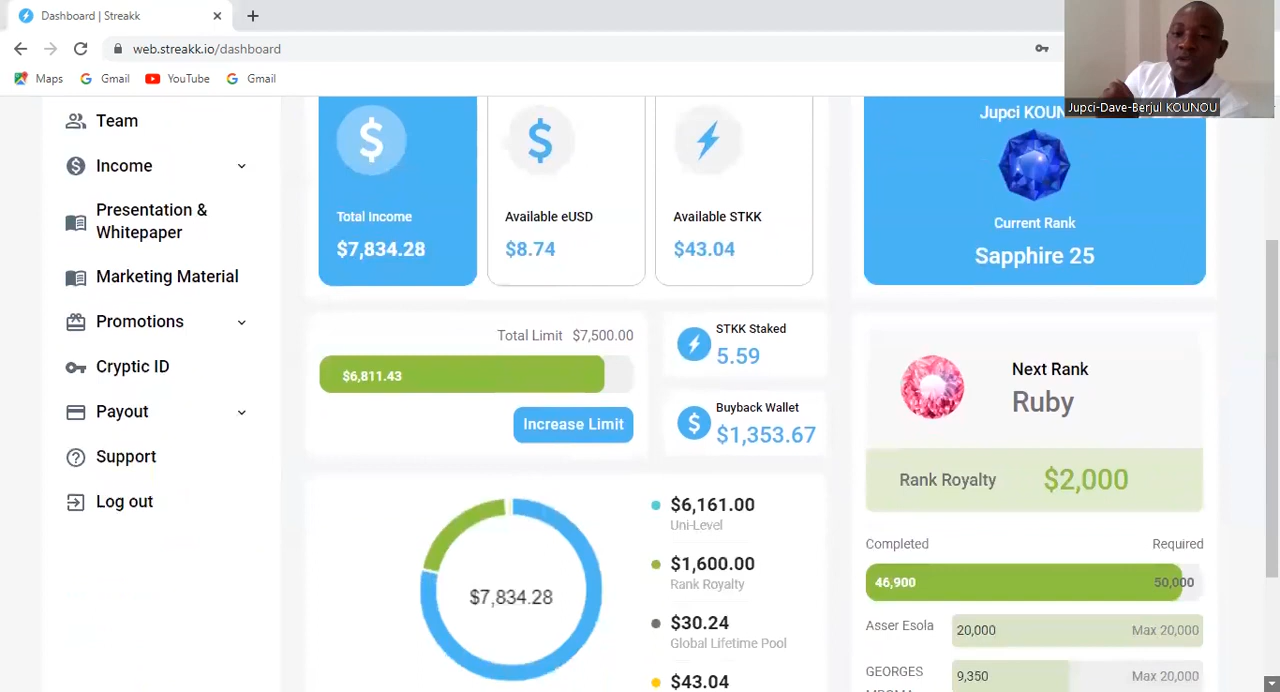 Dashboard | Streakk
web.streakk.io/dashboard
Maps
Gmail
YouTube
Gmail
Jupci-Dave-Berjul KOUNOU
Team
Income
Presentation &
Whitepaper
Marketing Material
Promotions
Cryptic ID
Payout
Support
Log out
Total Income
$7,834.28
Available eUSD
$8.74
Available STKK
$43.04
Total Limit $7,500.00
$6,811.43
Increase Limit
STKK Staked
5.59
Buyback Wallet
$1,353.67
$7,834.28
$6,161.00
Uni-Level
$1,600.00
Rank Royalty
$30.24
Global Lifetime Pool
$43.04
Jupci
Current Rank
Sapphire 25
Next Rank
Ruby
Rank Royalty $2,000
Completed Required
46,900 50,000
Asser Esola 20,000 Max 20,000
GEORGES 9,350 Max 20,000